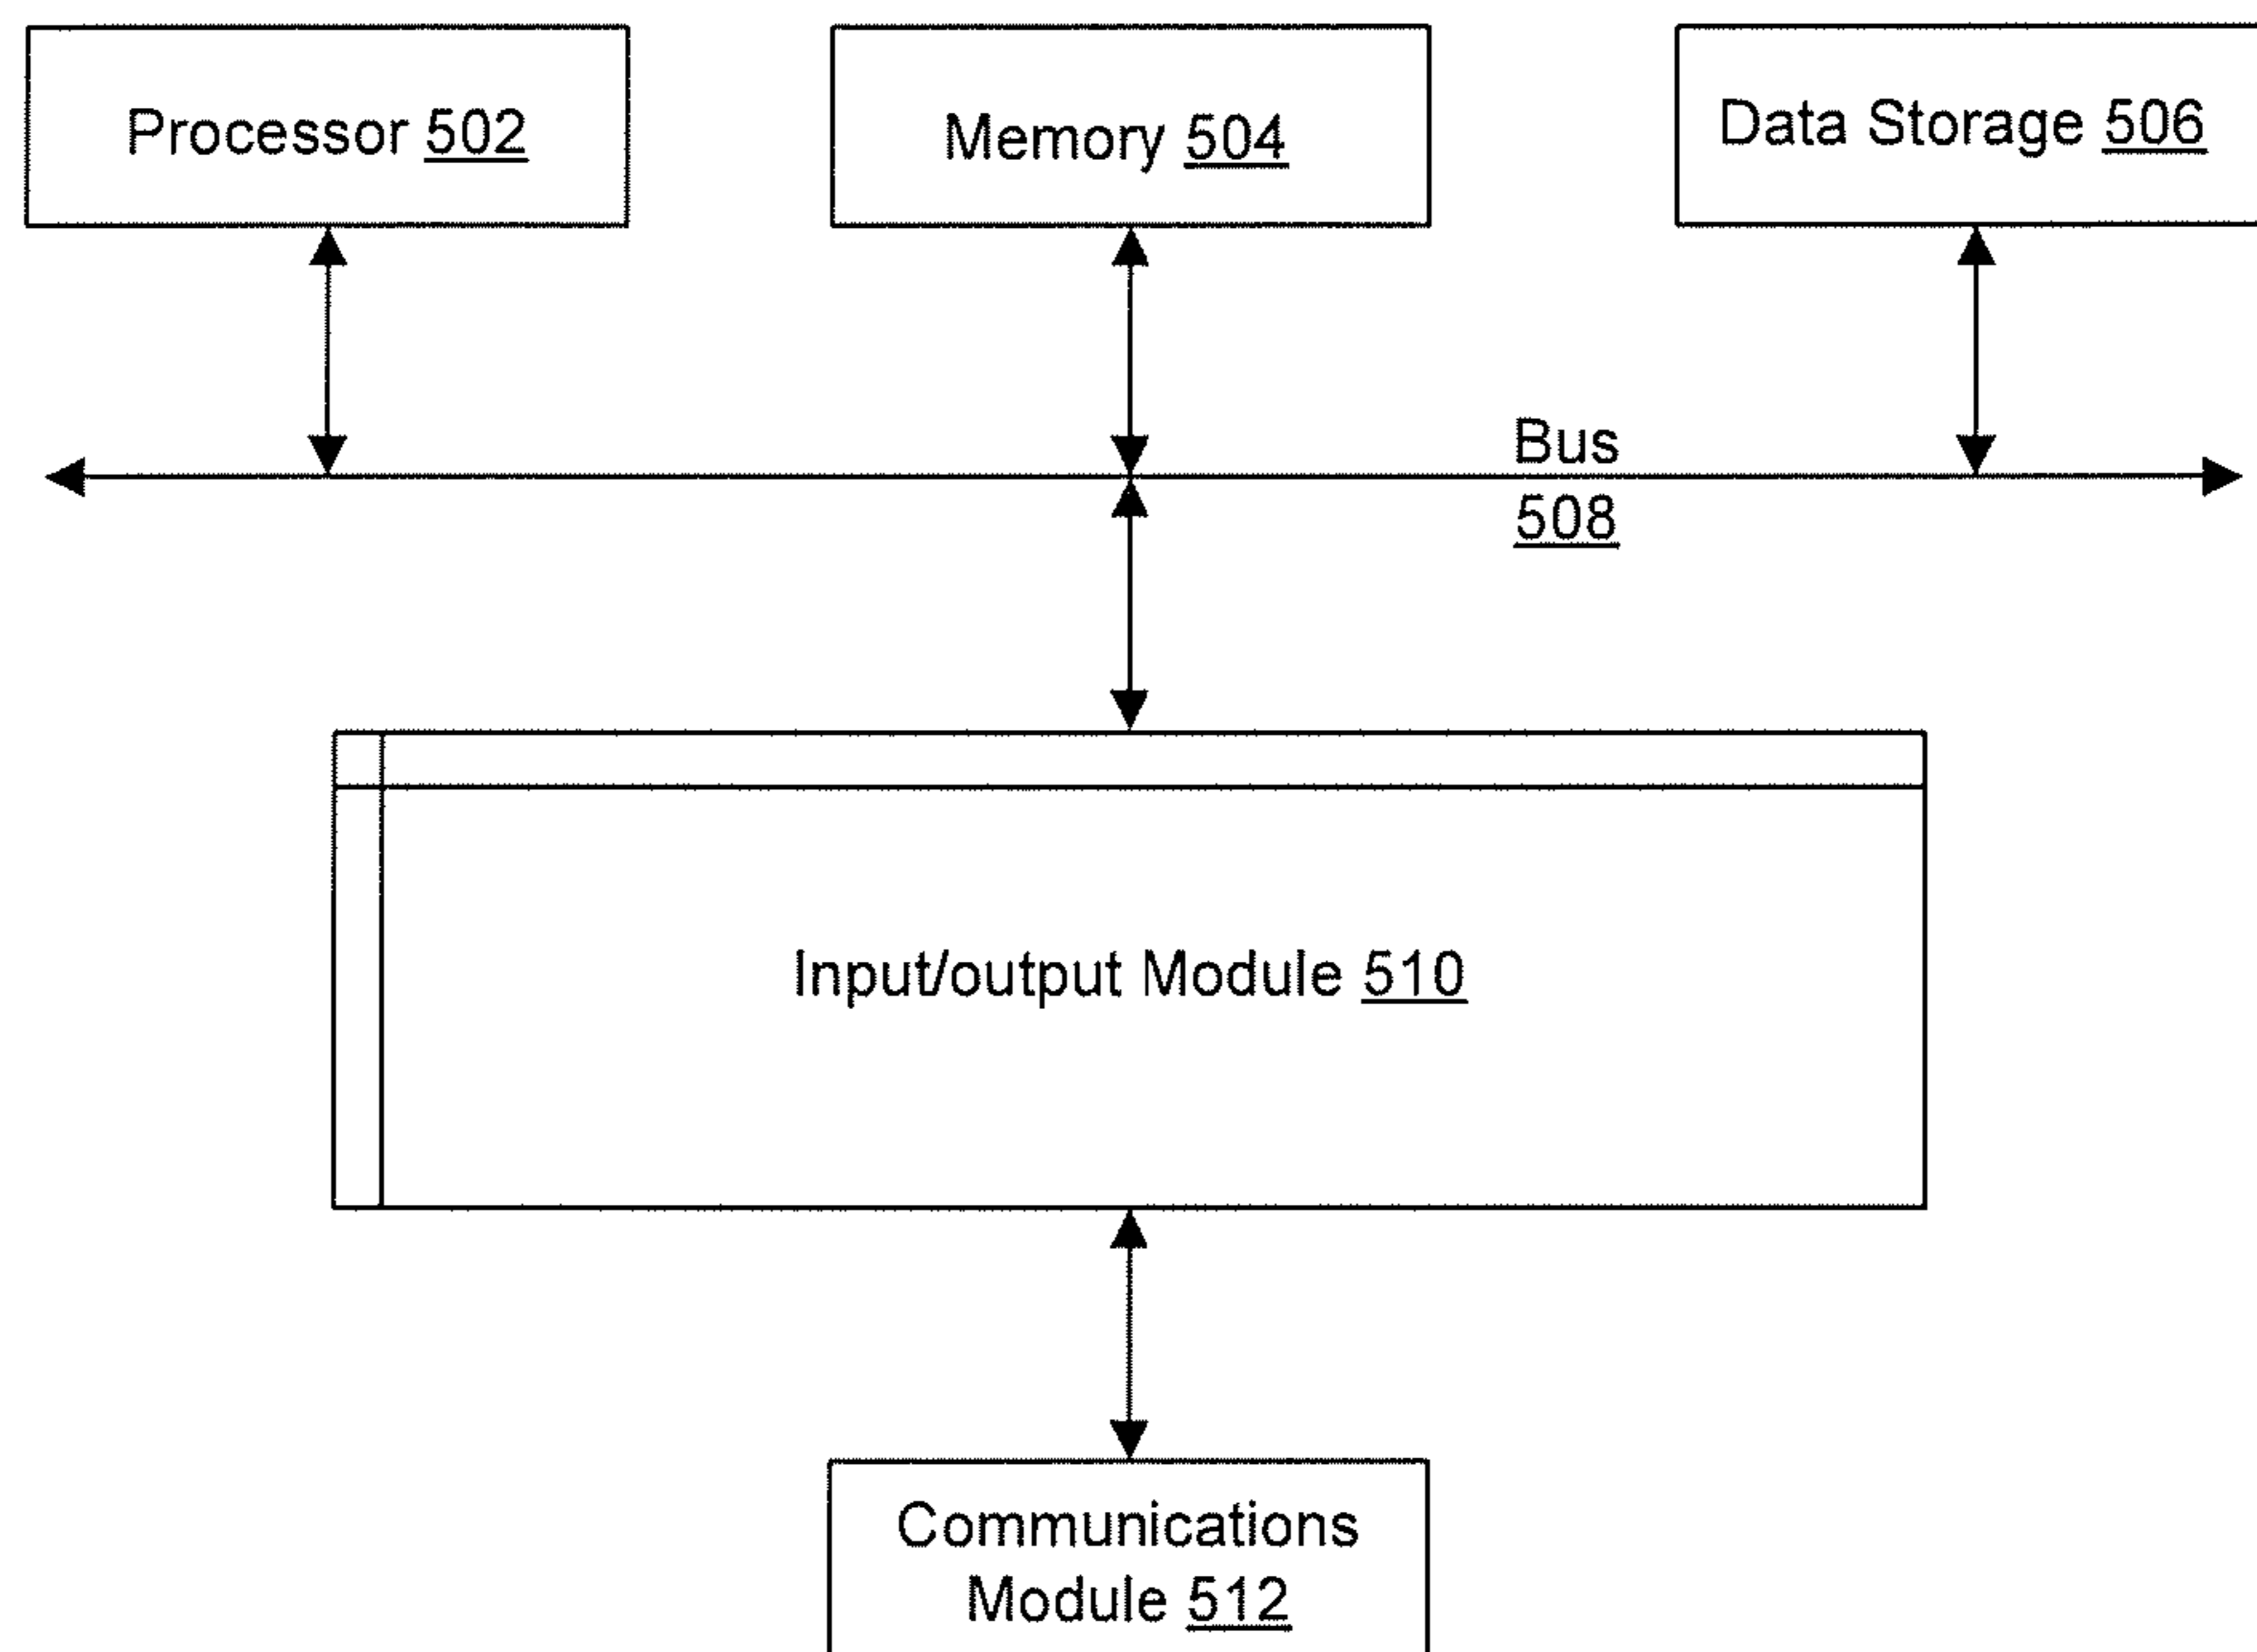 Processor 502
Memory 504
Data Storage 506
Bus
508
Input/output Module 510
Communications
Module 512